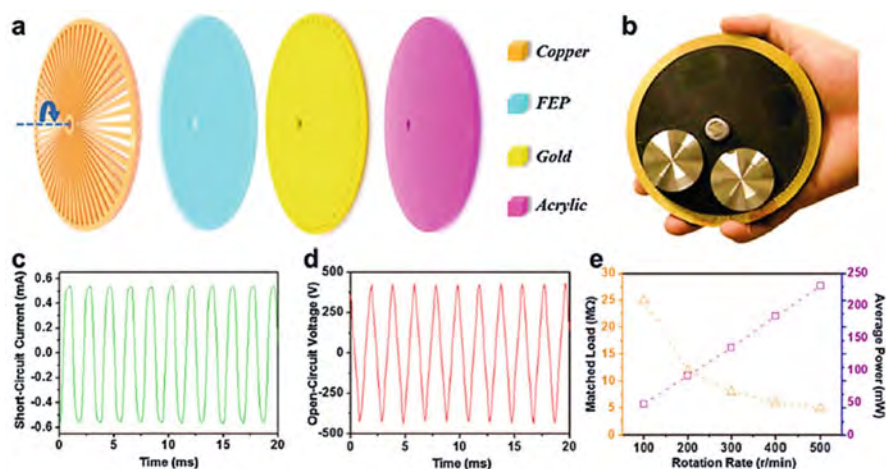 a
Copper
FEP
Gold
Acrylic
b
c
Short-Circuit Current (mA)
0.6
0.4
0.2
0.0
-0.2
-0.4
-0.6
0 5 10 15 20
Time (ms)
d
Open-Circuit Voltage (V)
500
250
0
-250
-500
0 5 10 15 20
Time (ms)
e
Matched Load (MΩ)
30
25
20
15
10
5
0
100 200 300 400 500
Rotation Rate (r/min)
250
200
150
100
50
0
Average Power (mW)